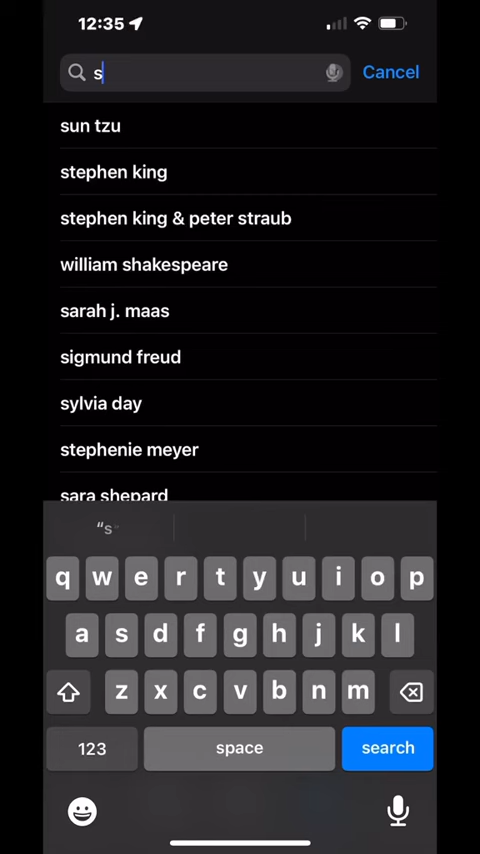 12:35
s
Cancel
sun tzu
stephen king
stephen king & peter straub
william shakespeare
sarah j. maas
sigmund freud
sylvia day
stephenie meyer
sara shepard
“s”
q w e r t y u i o p
a s d f g h j k l
z x c v b n m
123 space search